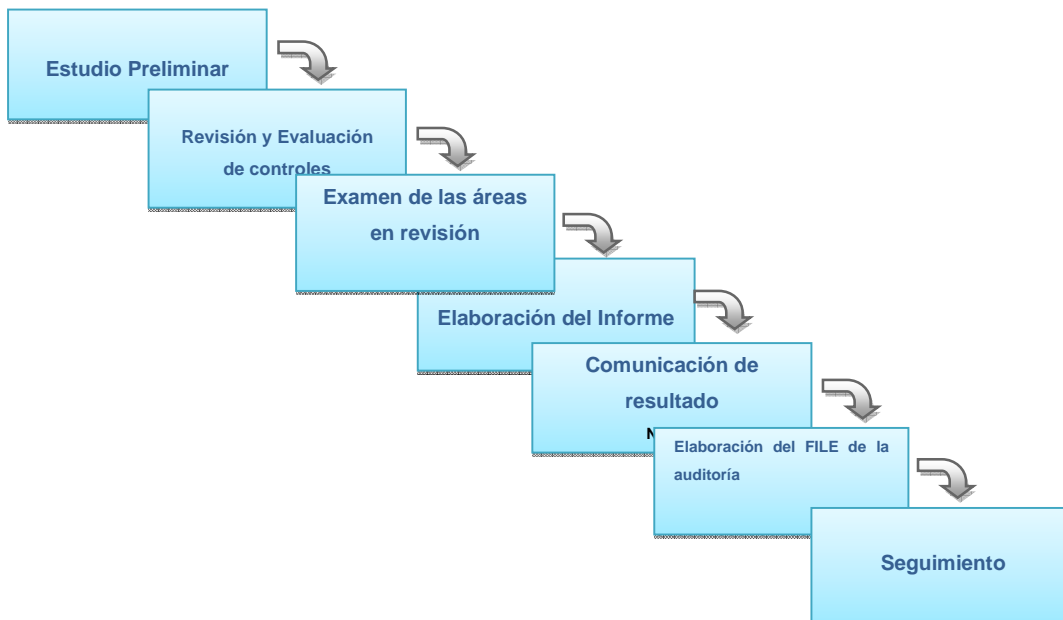 Estudio Preliminar
Revisión y Evaluación
de controles
Examen de las áreas
en revisión
Elaboración del Informe
Comunicación de
resultado
N
Elaboración del FILE de la
auditoría
Seguimiento